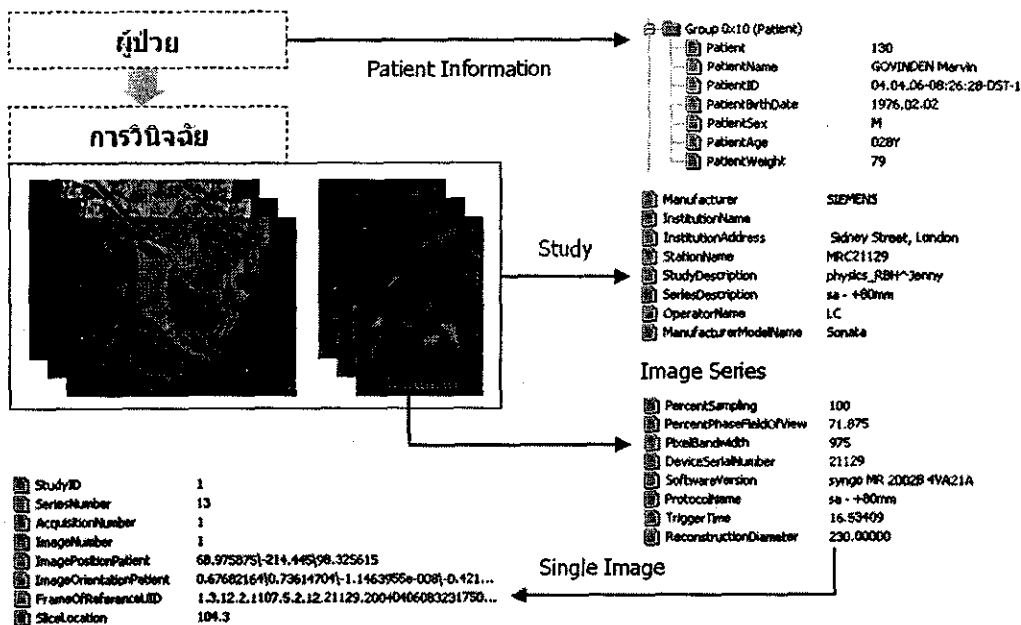 ผู้ป่วย
Patient Information
การวินิจฉัย
Group 0x10 (Patient)
Patient 130
PatientName GOVINDEN Marvin
PatientID 04.04.06-08:26:28-DST-1
PatientBirthDate 1976.02.02
PatientSex M
PatientAge 028Y
PatientWeight 79
Study
Manufacturer SIEMENS
InstitutionName
InstitutionAddress Sidney Street, London
StationName MRC21129
StudyDescription physics_RBH^Jenny
SeriesDescription sa - +80mm
OperatorName LC
ManufacturerModelName Sonata
Image Series
PercentSampling 100
PercentPhaseFieldOfView 71.875
PixelBandwidth 975
DeviceSerialNumber 21129
SoftwareVersion syngo MR 2002B 4VA21A
ProtocolName sa - +80mm
TriggerTime 16.53409
ReconstructionDiameter 230.00000
Single Image
StudyID 1
SeriesNumber 13
AcquisitionNumber 1
ImageNumber 1
ImagePositionPatient 68.975875\-214.445\98.325615
ImageOrientationPatient 0.67682164\0.73614704\-1.1463955e-008\-0.421...
FrameOfReferenceUID 1.3.12.2.1107.5.2.12.21129.20040406083231750...
SliceLocation 104.3